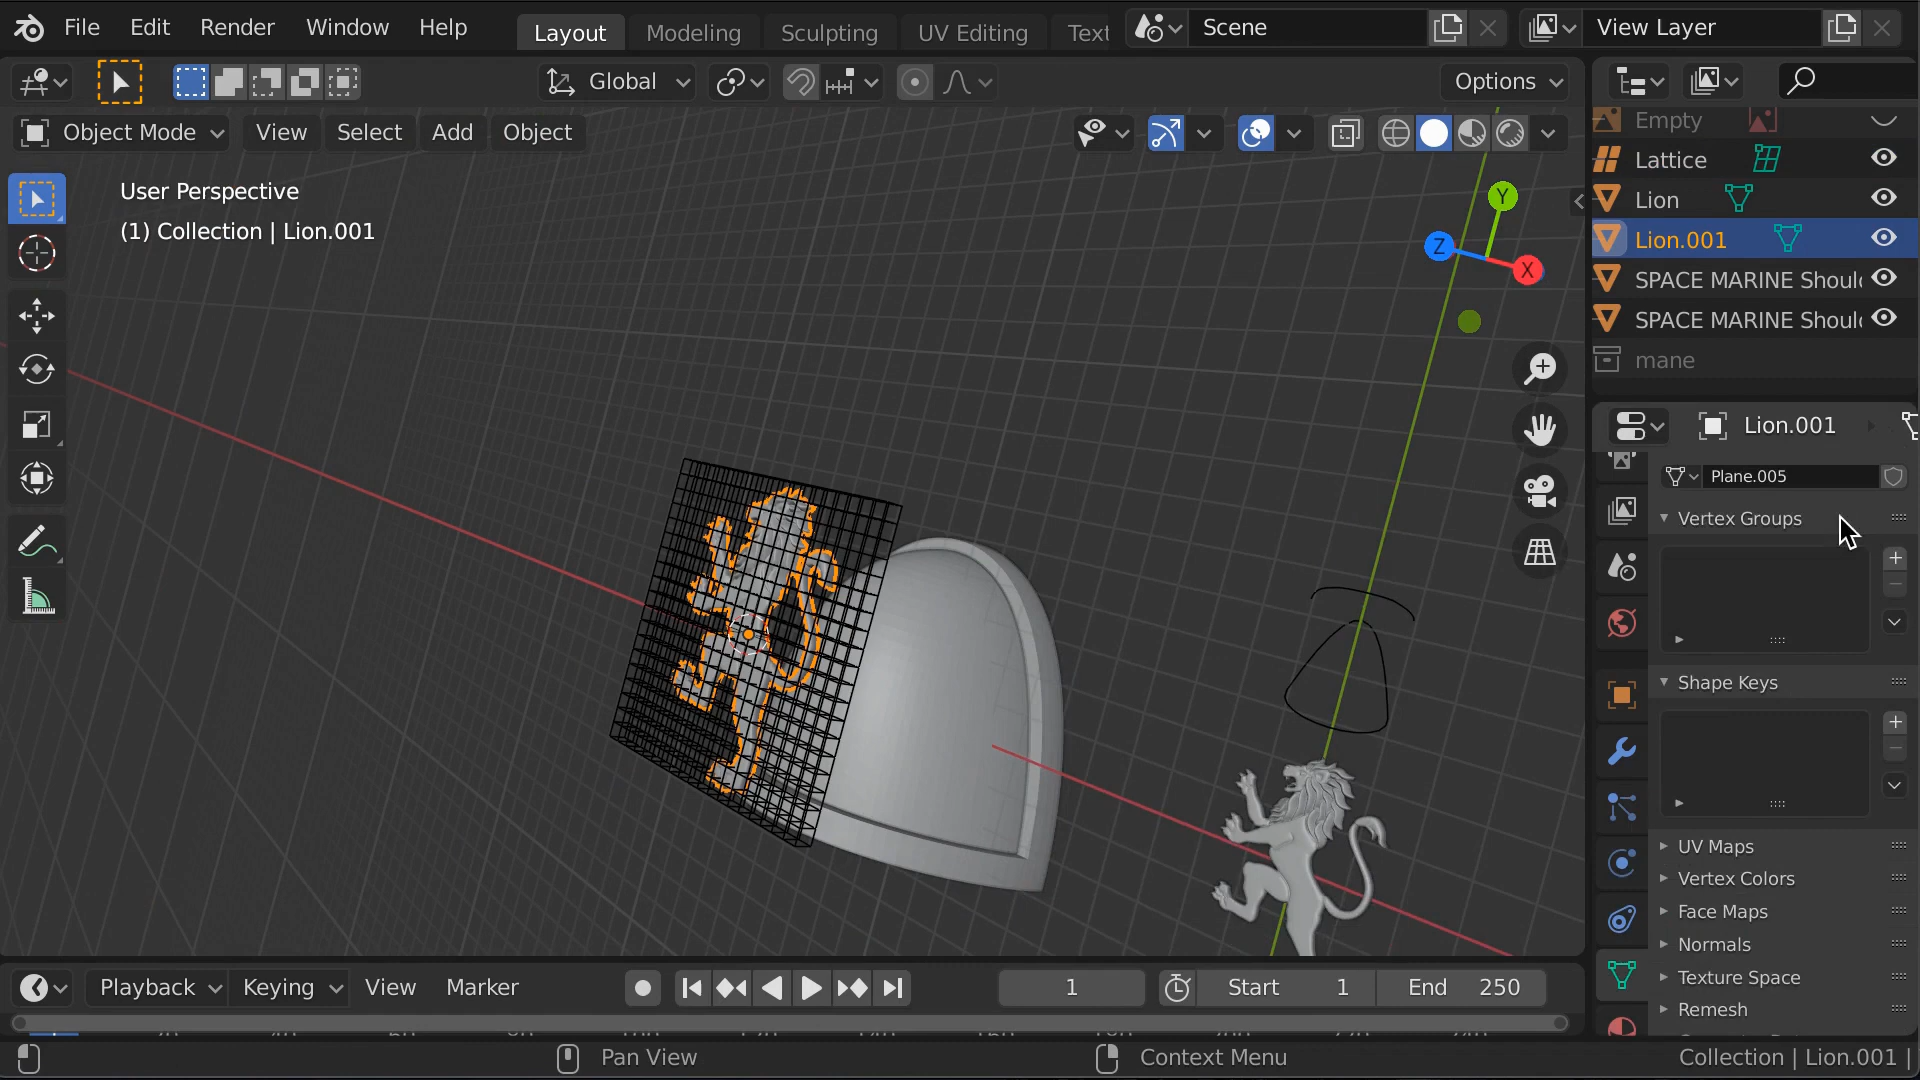 File Edit Render Window Help Layout Modeling Sculpting UV Editing Text Scene View Layer
Global Options
Object Mode View Select Add Object
Empty
Lattice
User Perspective
Lion
(1) Collection | Lion.001
Lion.001
Y
Z
X
SPACE MARINE Should
SPACE MARINE Should
mane
Lion.001
Plane.005
Vertex Groups
Shape Keys
UV Maps
Vertex Colors
Face Maps
Normals
Texture Space
Remesh
Playback Keying View Marker 1 Start 1 End 250
Pan View Context Menu Collection | Lion.001 |